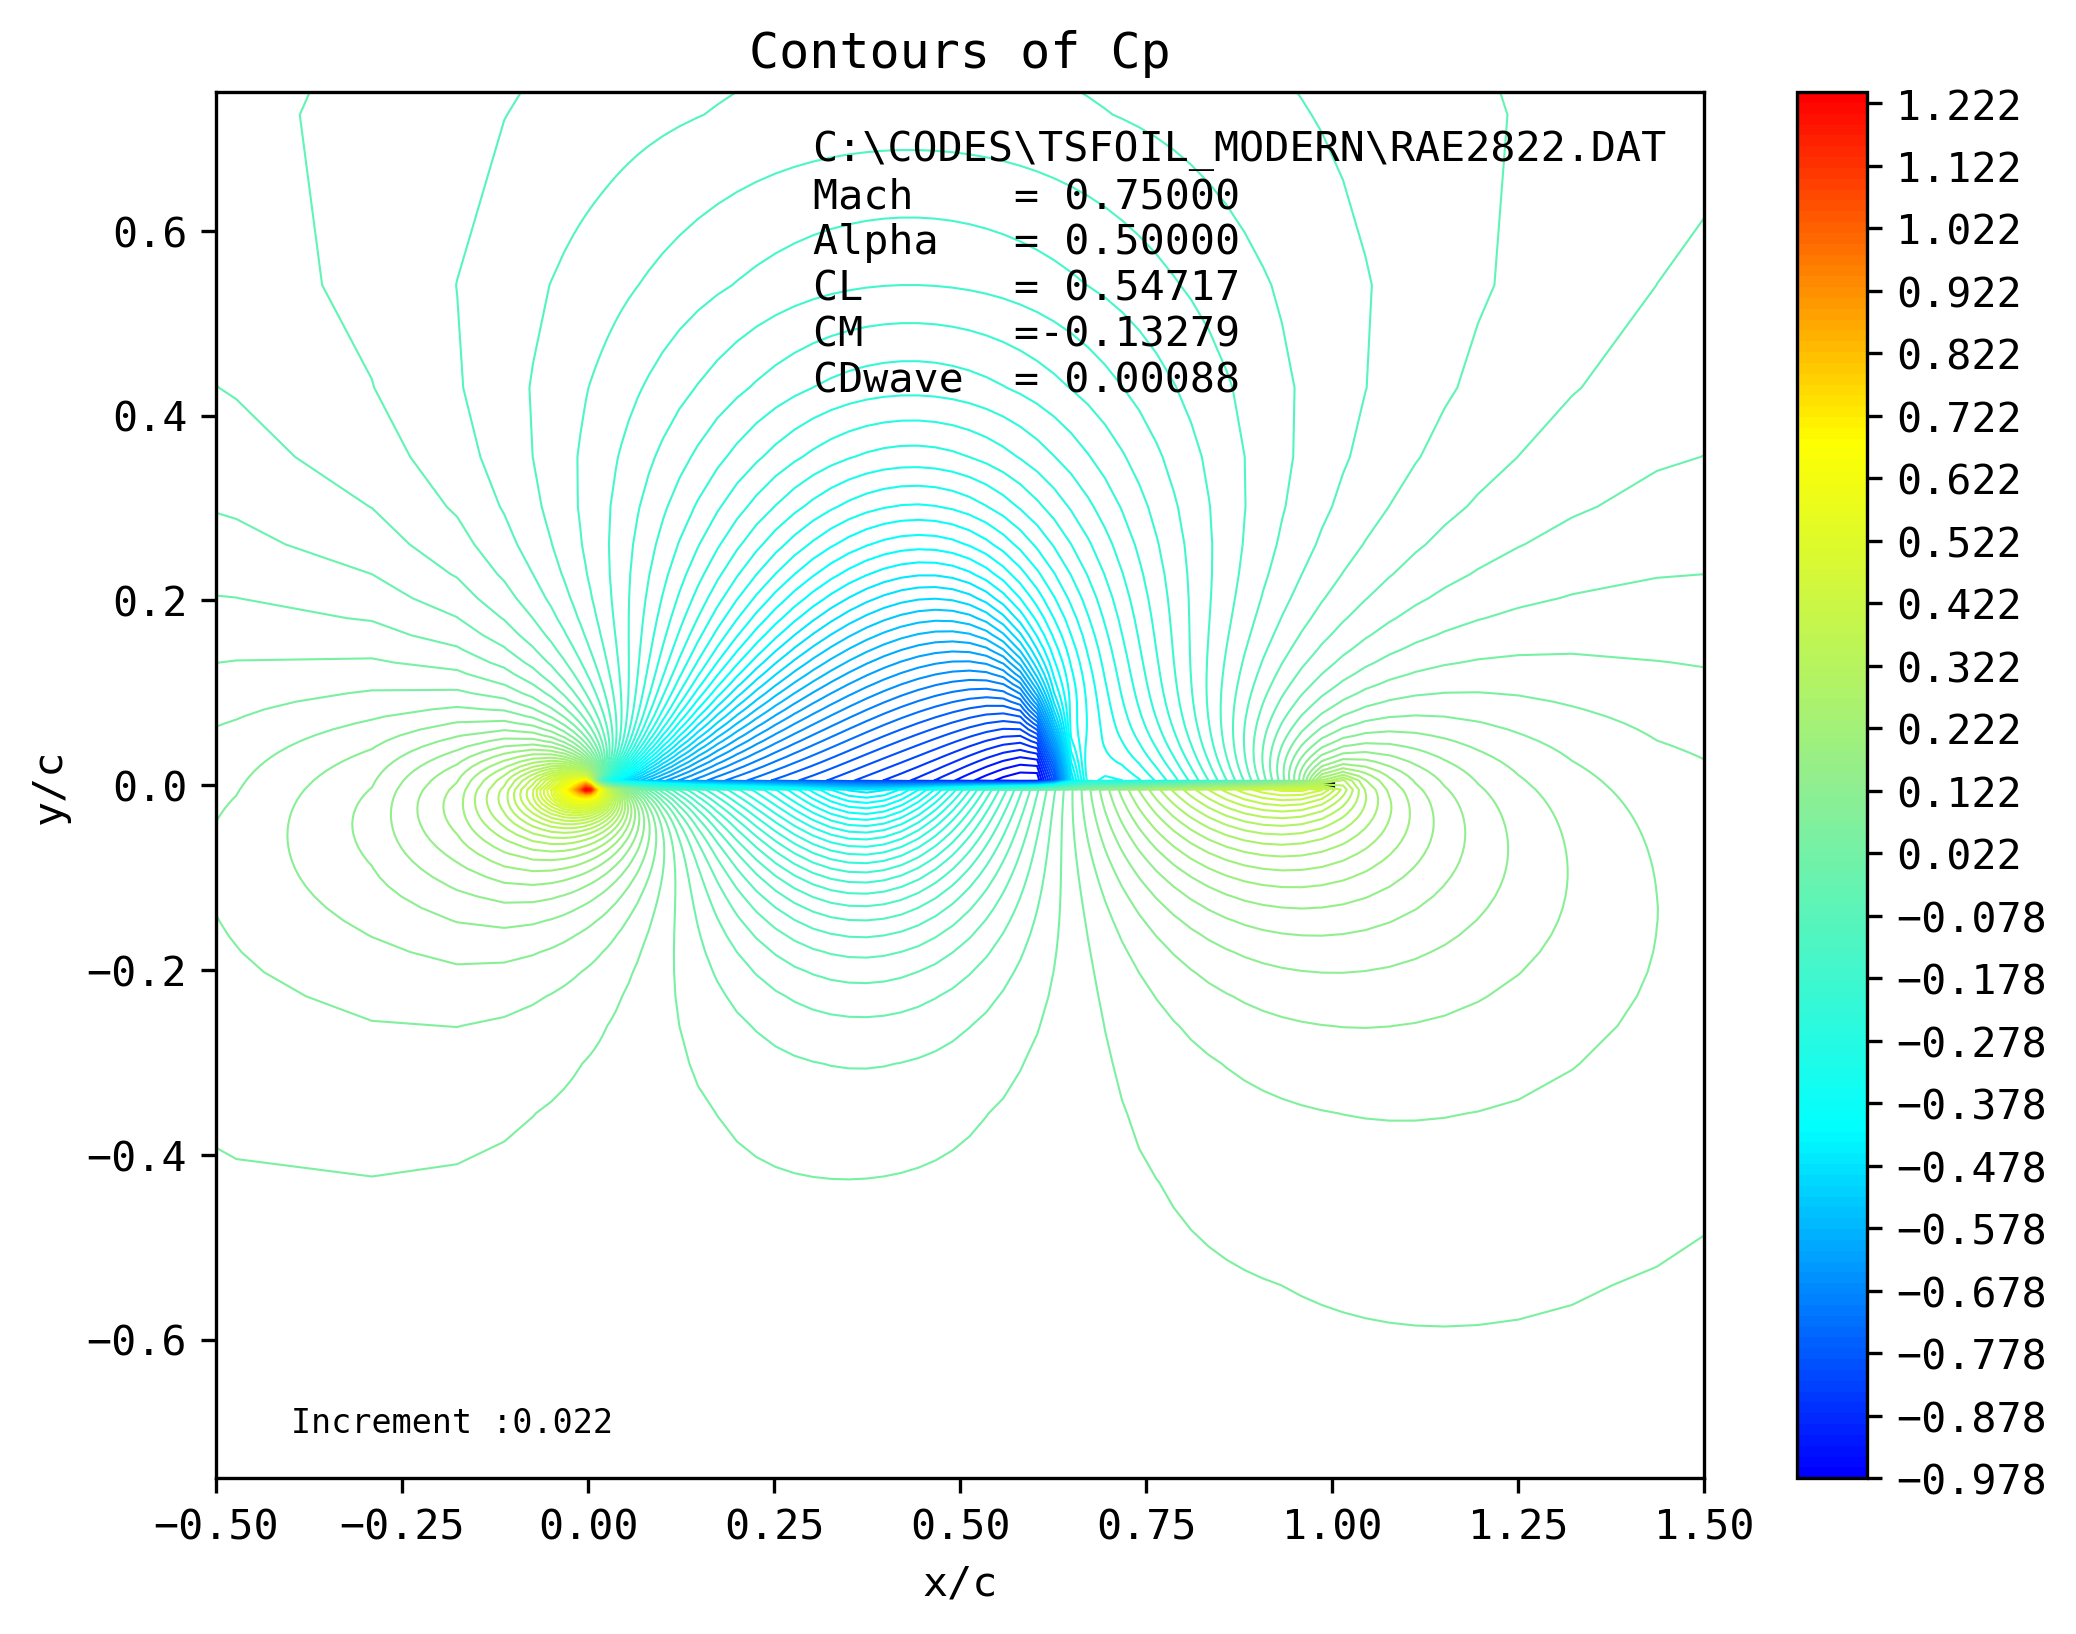 Contours of Cp
C:\CODES\TSFOIL_MODERN\RAE2822.DAT
Mach    = 0.75000
Alpha   = 0.50000
CL      = 0.54717
CM      =-0.13279
CDwave  = 0.00088
y/c
0.6
0.4
0.2
0.0
−0.2
−0.4
−0.6
Increment :0.022
−0.50 −0.25 0.00 0.25 0.50 0.75 1.00 1.25 1.50
x/c
1.222
1.122
1.022
0.922
0.822
0.722
0.622
0.522
0.422
0.322
0.222
0.122
0.022
−0.078
−0.178
−0.278
−0.378
−0.478
−0.578
−0.678
−0.778
−0.878
−0.978